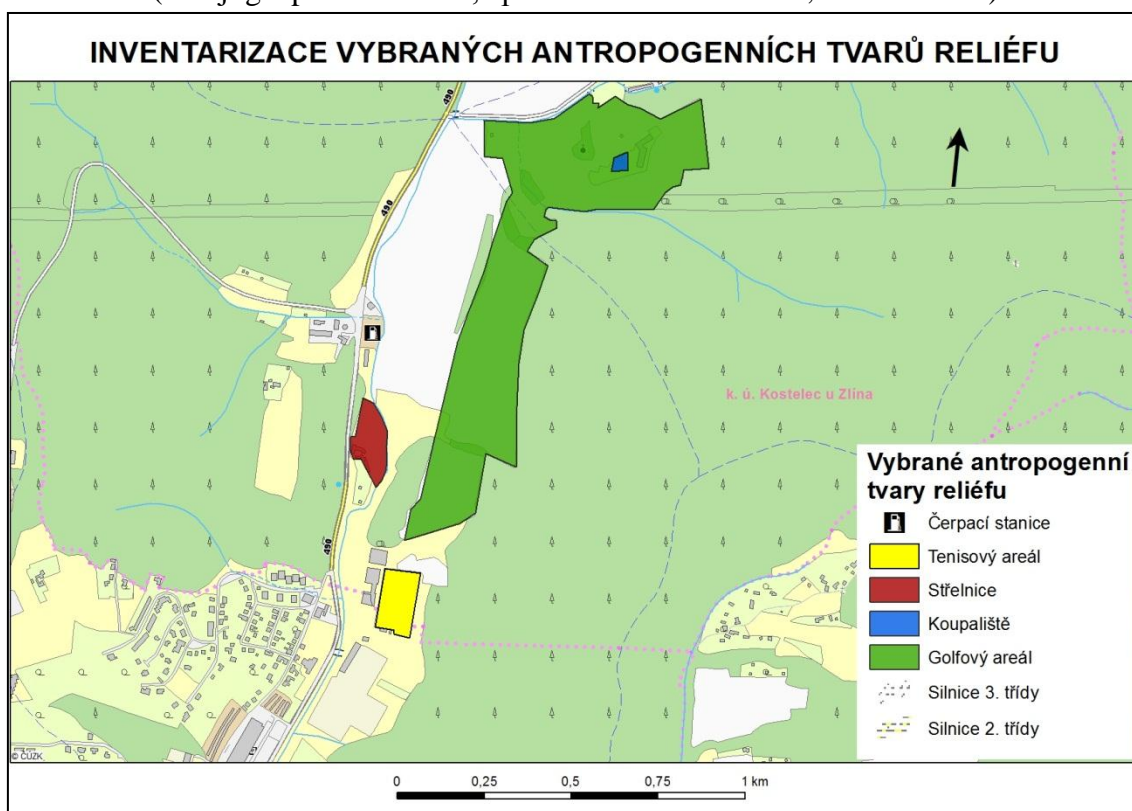 INVENTARIZACE VYBRANÝCH ANTROPOGENNÍCH TVARŮ RELIÉFU
490
490
490
k. ú. Kostelec u Zlína
Vybrané antropogenní
tvary reliéfu
Čerpací stanice
Tenisový areál
Střelnice
Koupaliště
Golfový areál
Silnice 3. třídy
Silnice 2. třídy
© ČÚZK
0 0,25 0,5 0,75 1 km